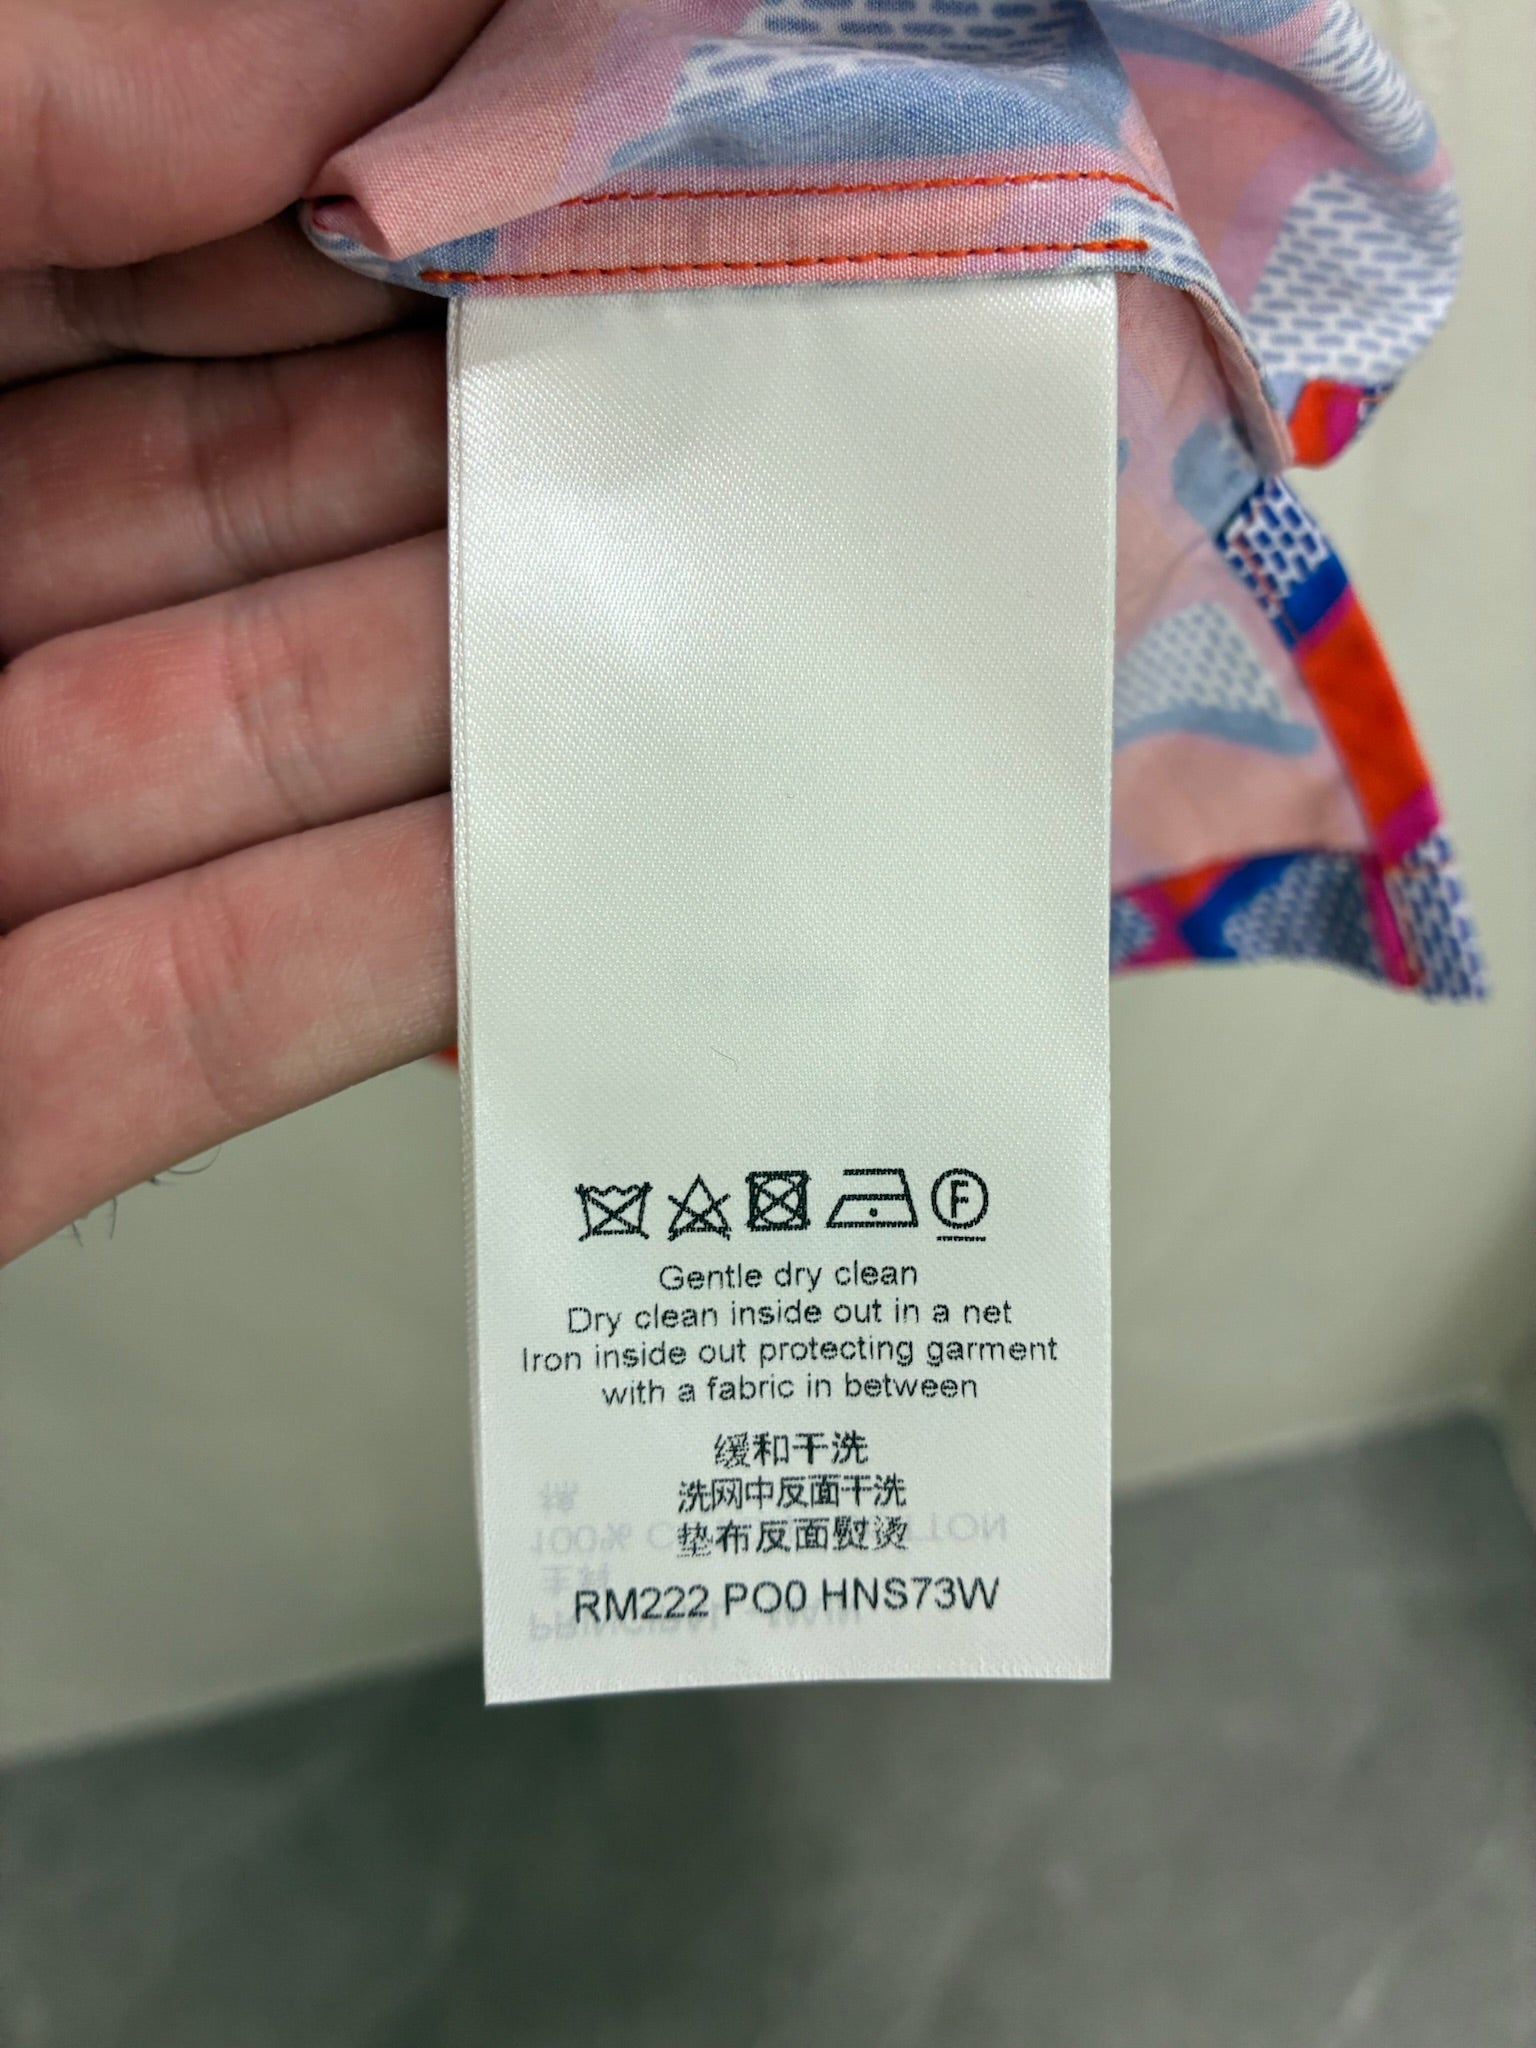 F
Gentle dry clean
Dry clean inside out in a net
Iron inside out protecting garment
with a fabric in between
缓和干洗
洗网中反面干洗
垫布反面熨烫
RM222 PO0 HNS73W